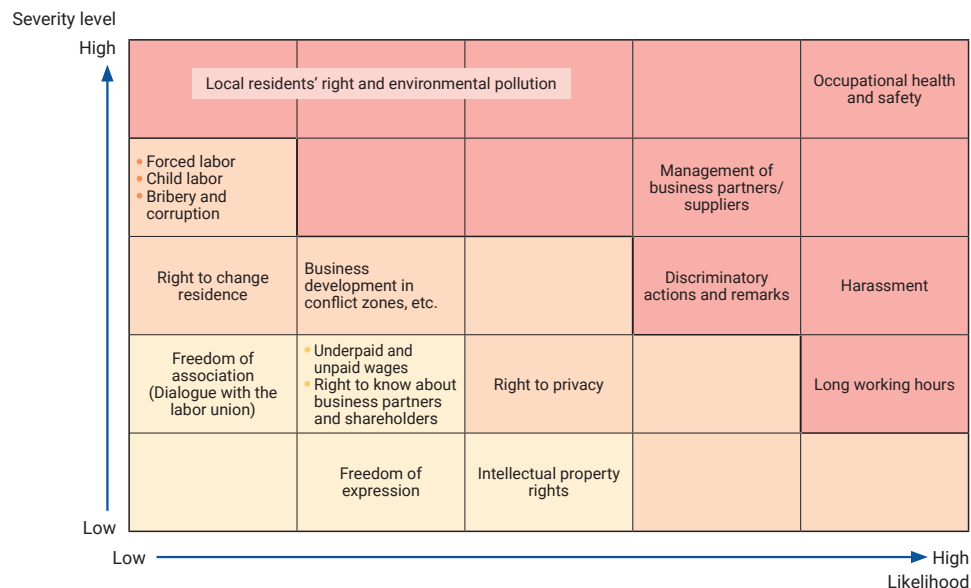 Severity level
High
Local residents’ right and environmental pollution
Occupational health
and safety
• Forced labor
• Child labor
• Bribery and
corruption
Management of
business partners/
suppliers
Right to change
residence
Business
development in
conflict zones, etc.
Discriminatory
actions and remarks
Harassment
Freedom of
association
(Dialogue with the
labor union)
• Underpaid and
unpaid wages
• Right to know about
business partners
and shareholders
Right to privacy
Long working hours
Freedom of
expression
Intellectual property
rights
Low
Low
High
Likelihood